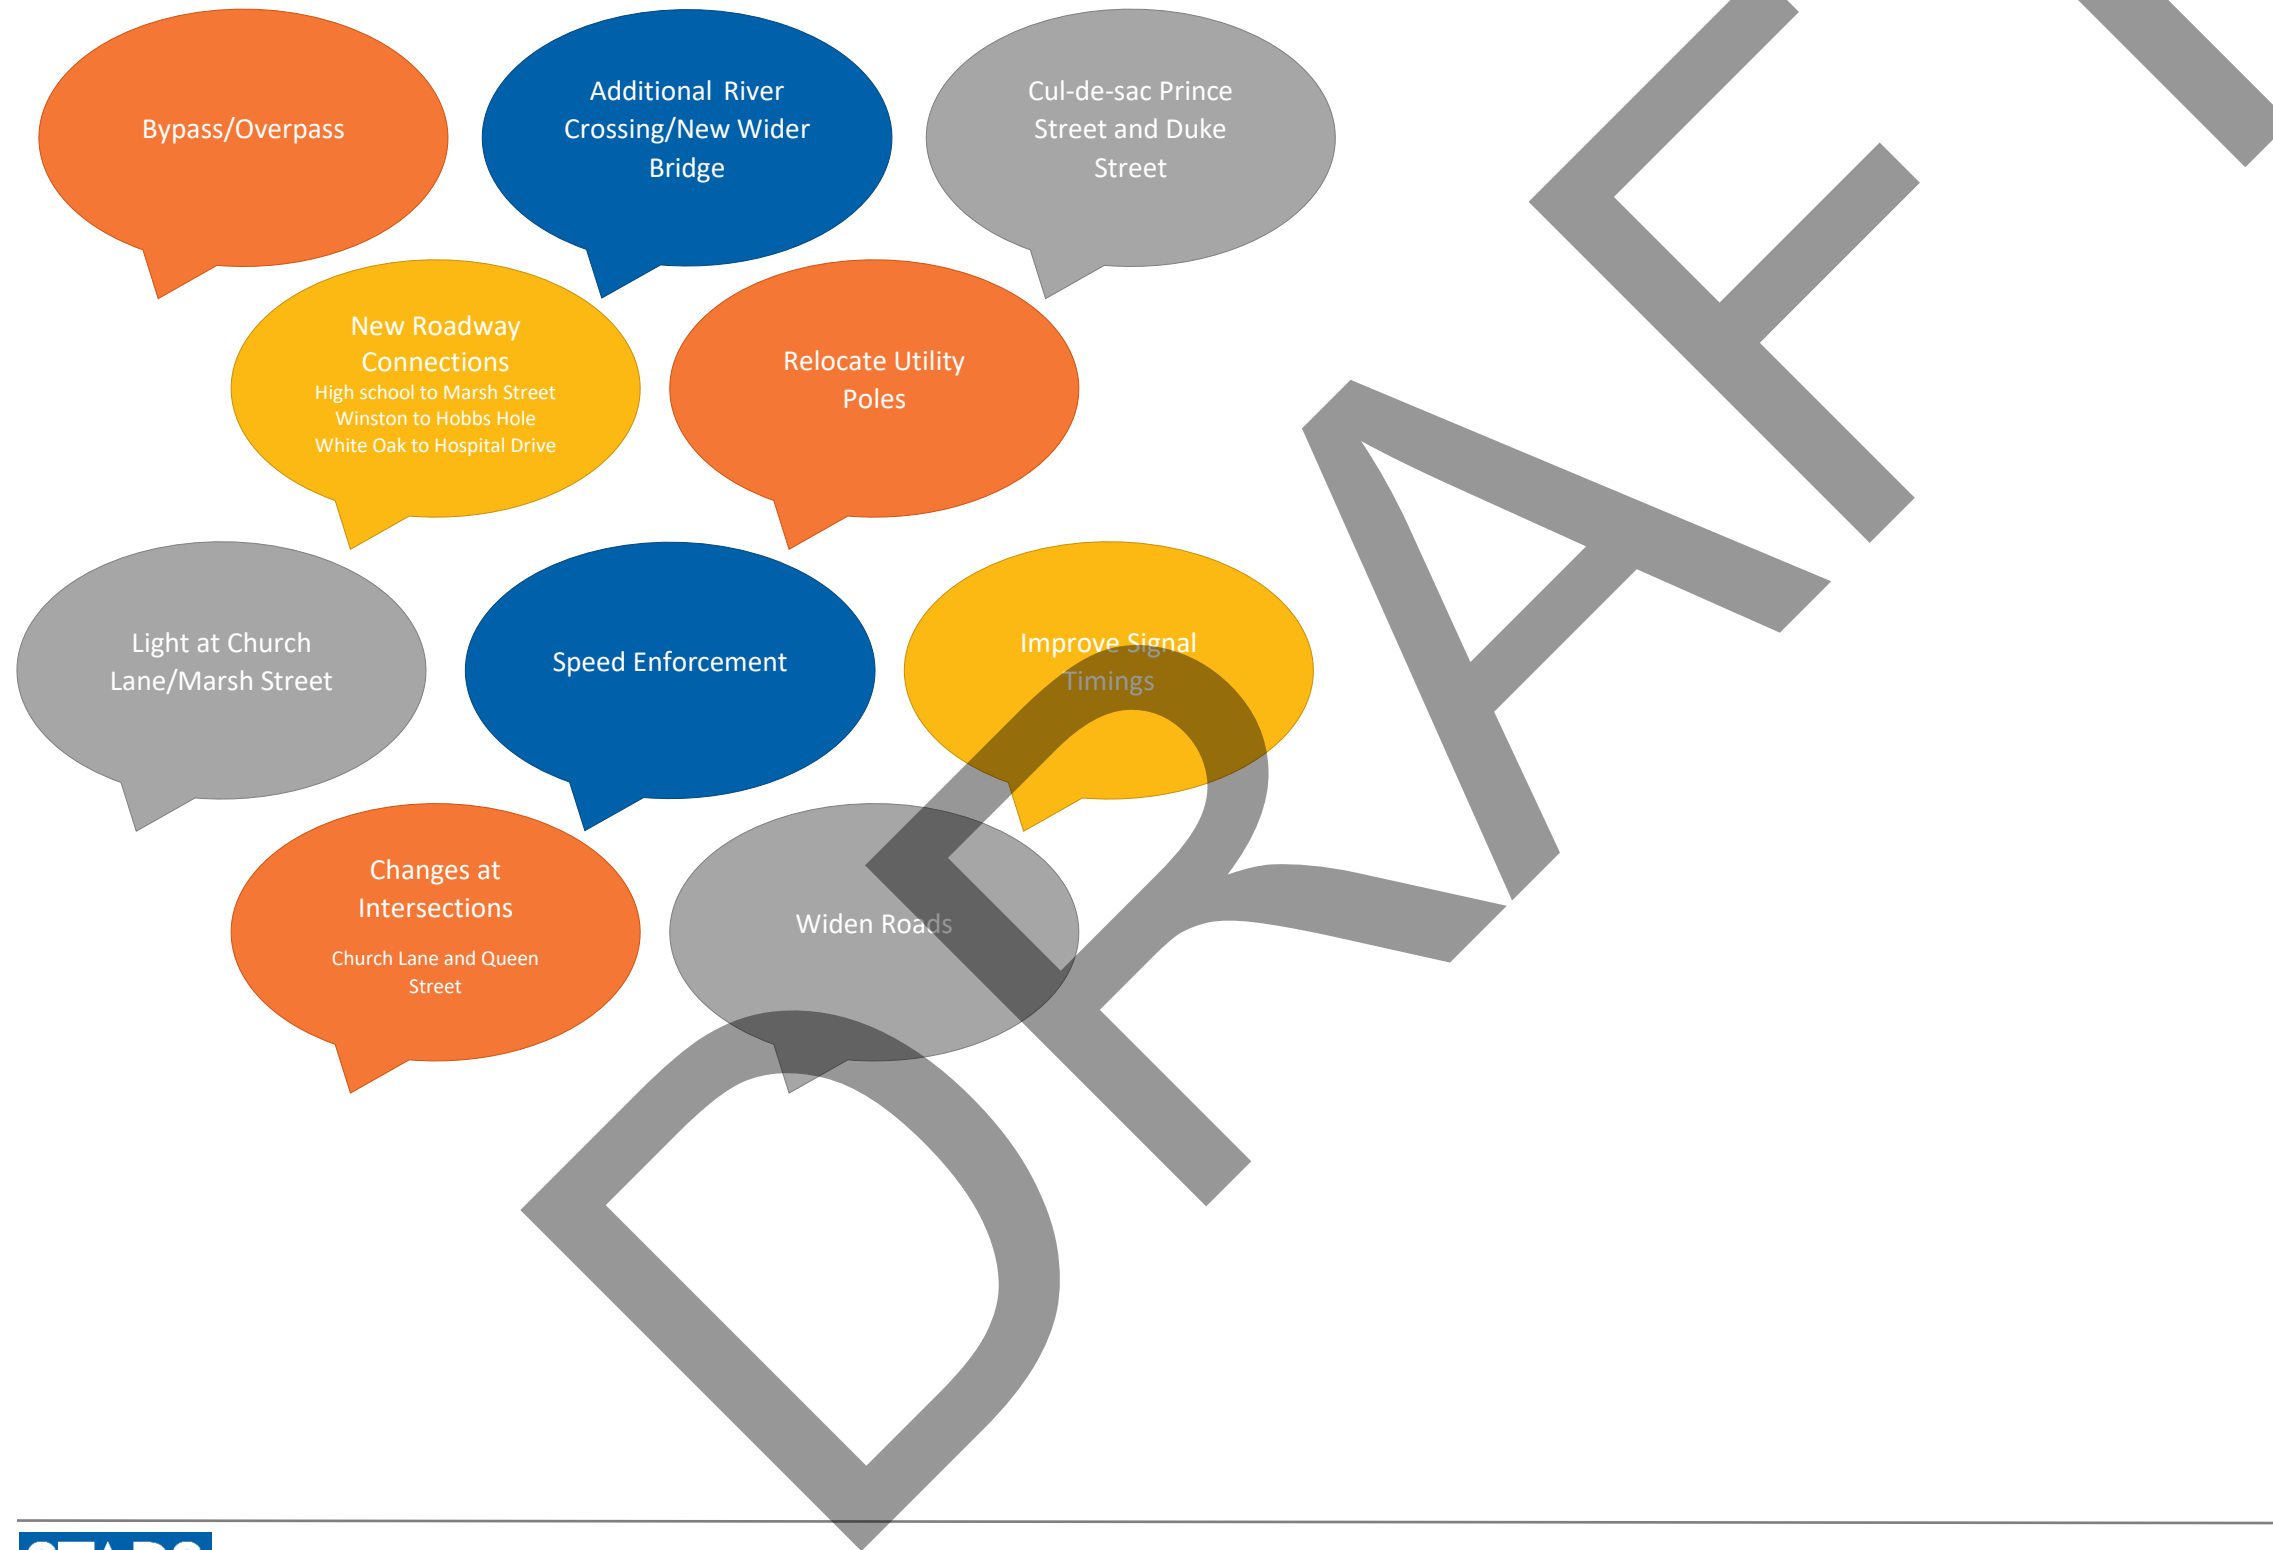 Bypass/Overpass
Additional River
Crossing/New Wider
Bridge
Cul-de-sac Prince
Street and Duke
Street
New Roadway
Connections
High school to Marsh Street
Winston to Hobbs Hole
White Oak to Hospital Drive
Relocate Utility
Poles
Light at Church
Lane/Marsh Street
Speed Enforcement
Improve Signal
Timings
Changes at
Intersections
Church Lane and Queen
Street
Widen Roads
DRAFT
STARS